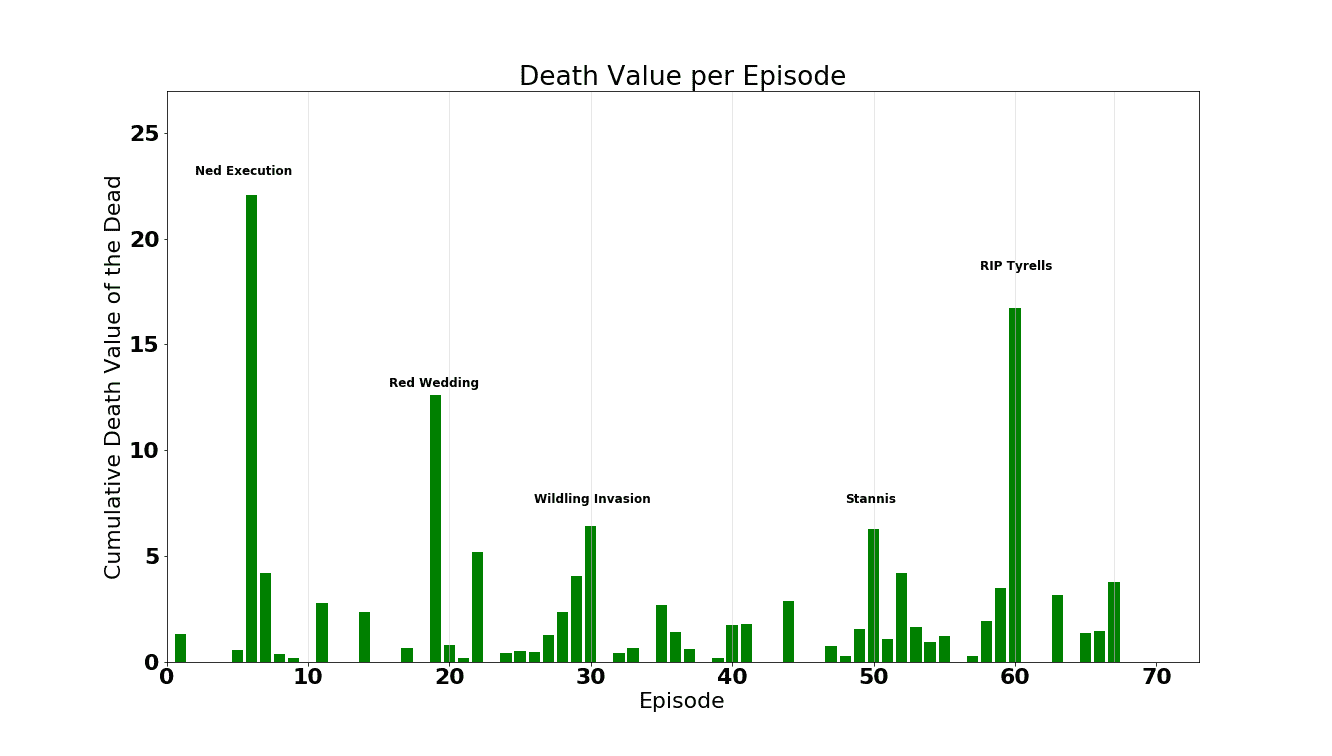 Death Value per Episode
25
Ned Execution
20
RIP Tyrells
15
Red Wedding
10
Wildling Invasion
Stannis
5
0
Cumulative Death Value of the Dead
0 10 20 30 40 50 60 70
Episode